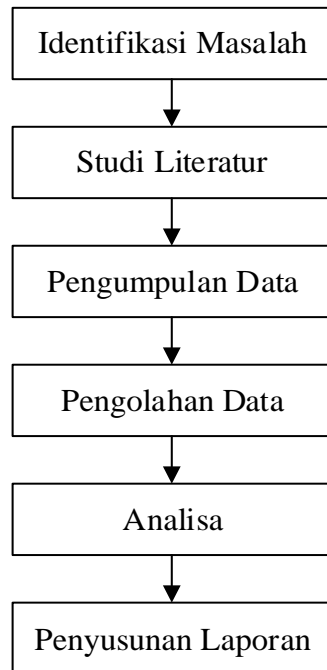 Identifikasi Masalah
Studi Literatur
Pengumpulan Data
Pengolahan Data
Analisa
Penyusunan Laporan